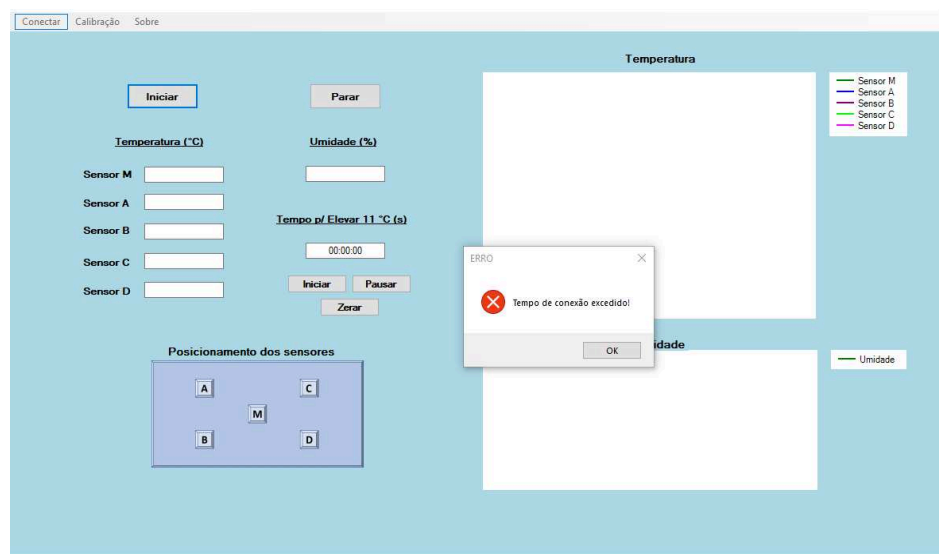 Conectar Calibração Sobre
Temperatura
Iniciar Parar
Sensor M
Sensor A
Sensor B
Sensor C
Sensor D
Temperatura (°C) Umidade (%)
Sensor M
Sensor A
Sensor B
Sensor C
Sensor D
Tempo p/ Elevar 11 °C (s)
00:00:00
Iniciar Pausar
Zerar
ERRO
Tempo de conexão excedido!
OK
idade
Umidade
Posicionamento dos sensores
A C
M
B D